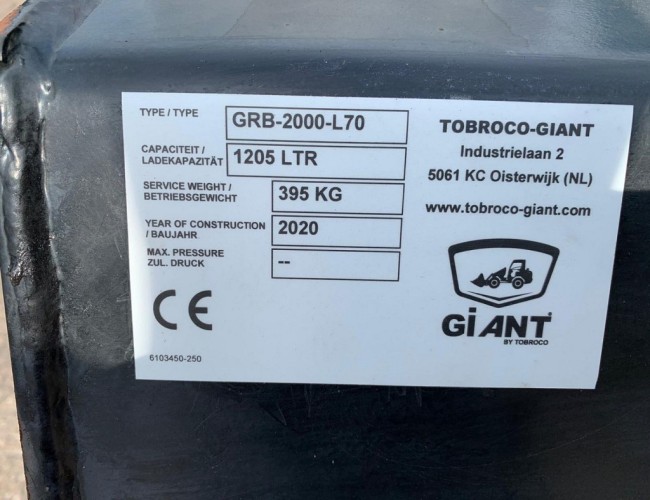 TYPE / TYPE
GRB-2000-L70
CAPACITEIT /
LADEKAPAZITÄT
1205 LTR
SERVICE WEIGHT /
BETRIEBSGEWICHT
395 KG
YEAR OF CONSTRUCTION
/ BAUJAHR
2020
MAX. PRESSURE
ZUL. DRUCK
--
CE
6103450-250
TOBROCO-GIANT
Industrielaan 2
5061 KC Oisterwijk (NL)
www.tobroco-giant.com
GiANT
BY TOBROCO